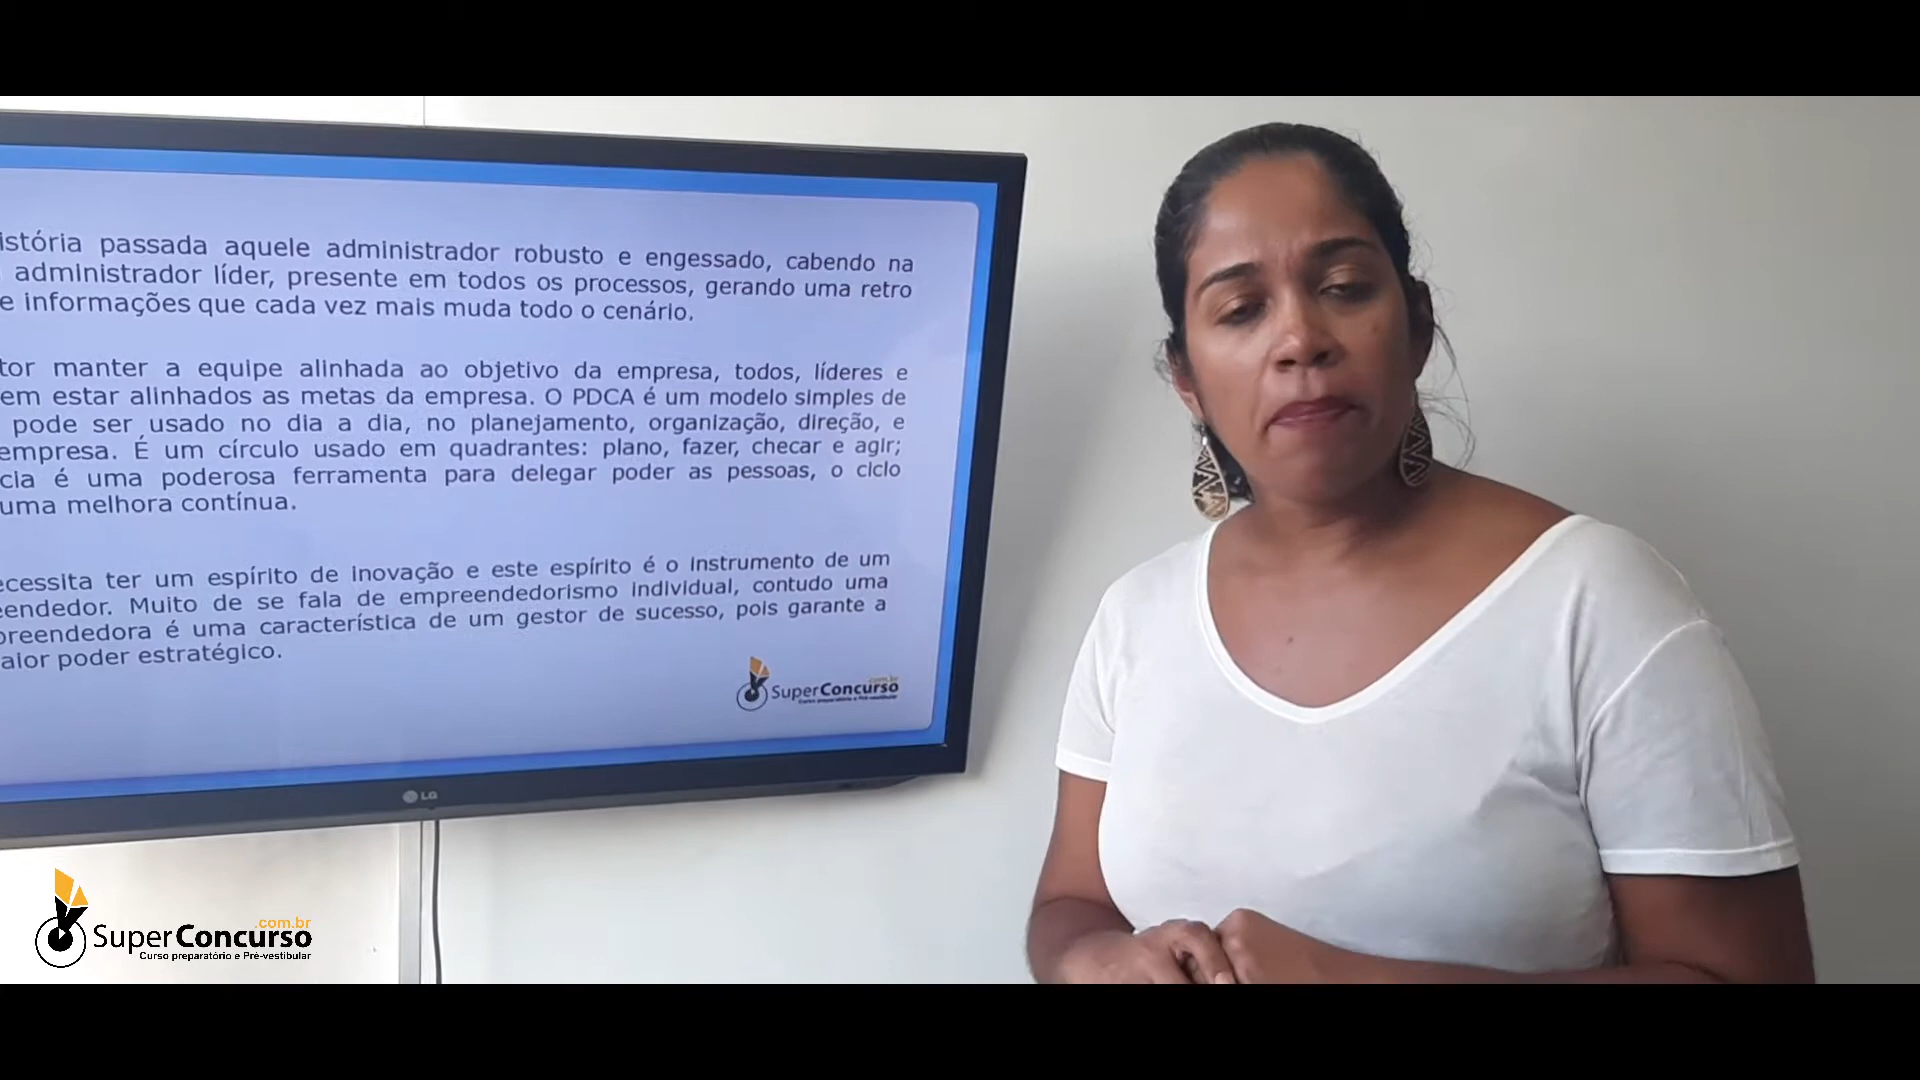 istória passada aquele administrador robusto e engessado, cabendo na
administrador líder, presente em todos os processos, gerando uma retro
e informações que cada vez mais muda todo o cenário.
tor manter a equipe alinhada ao objetivo da empresa, todos, líderes e
em estar alinhados as metas da empresa. O PDCA é um modelo simples de
pode ser usado no dia a dia, no planejamento, organização, direção, e
empresa. É um círculo usado em quadrantes: plano, fazer, checar e agir;
cia é uma poderosa ferramenta para delegar poder as pessoas, o ciclo
uma melhora contínua.
ecessita ter um espírito de inovação e este espírito é o instrumento de um
eendedor. Muito de se fala de empreendedorismo individual, contudo uma
preendedora é uma característica de um gestor de sucesso, pois garante a
aior poder estratégico.
.com.br
SuperConcurso
Curso preparatório e Pré-vestibular
LG
.com.br
SuperConcurso
Curso preparatório e Pré-vestibular